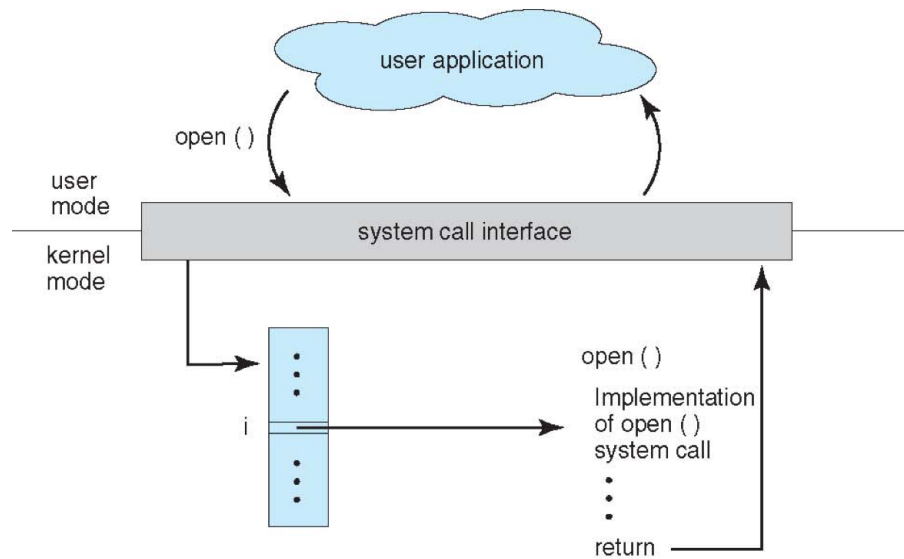 user application
open ( )
user
mode
system call interface
kernel
mode
open ( )
i
Implementation
of open ( )
system call
return